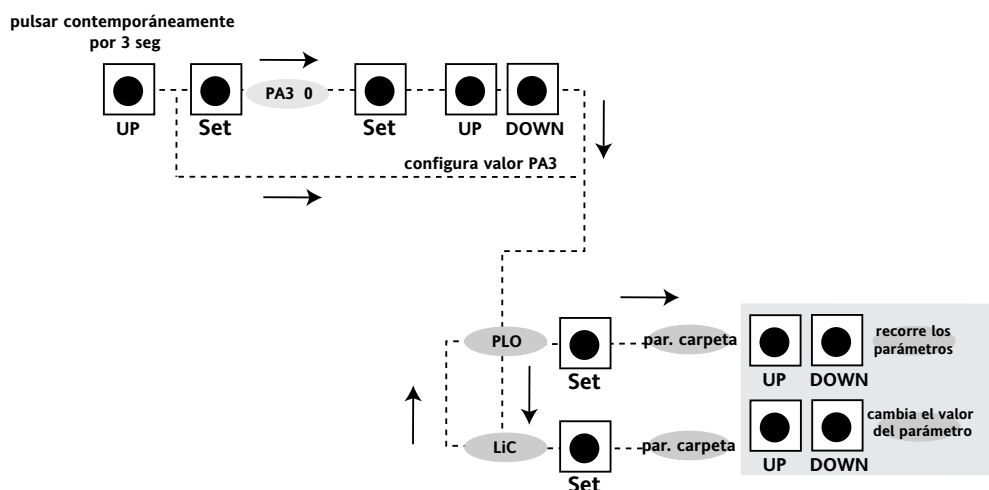 pulsar contemporáneamente
por 3 seg
PA3 0
UP
Set
Set
UP
DOWN
configura valor PA3
PLO
Set
par. carpeta
UP
DOWN
recorre los
parámetros
LiC
Set
par. carpeta
UP
DOWN
cambia el valor
del parámetro